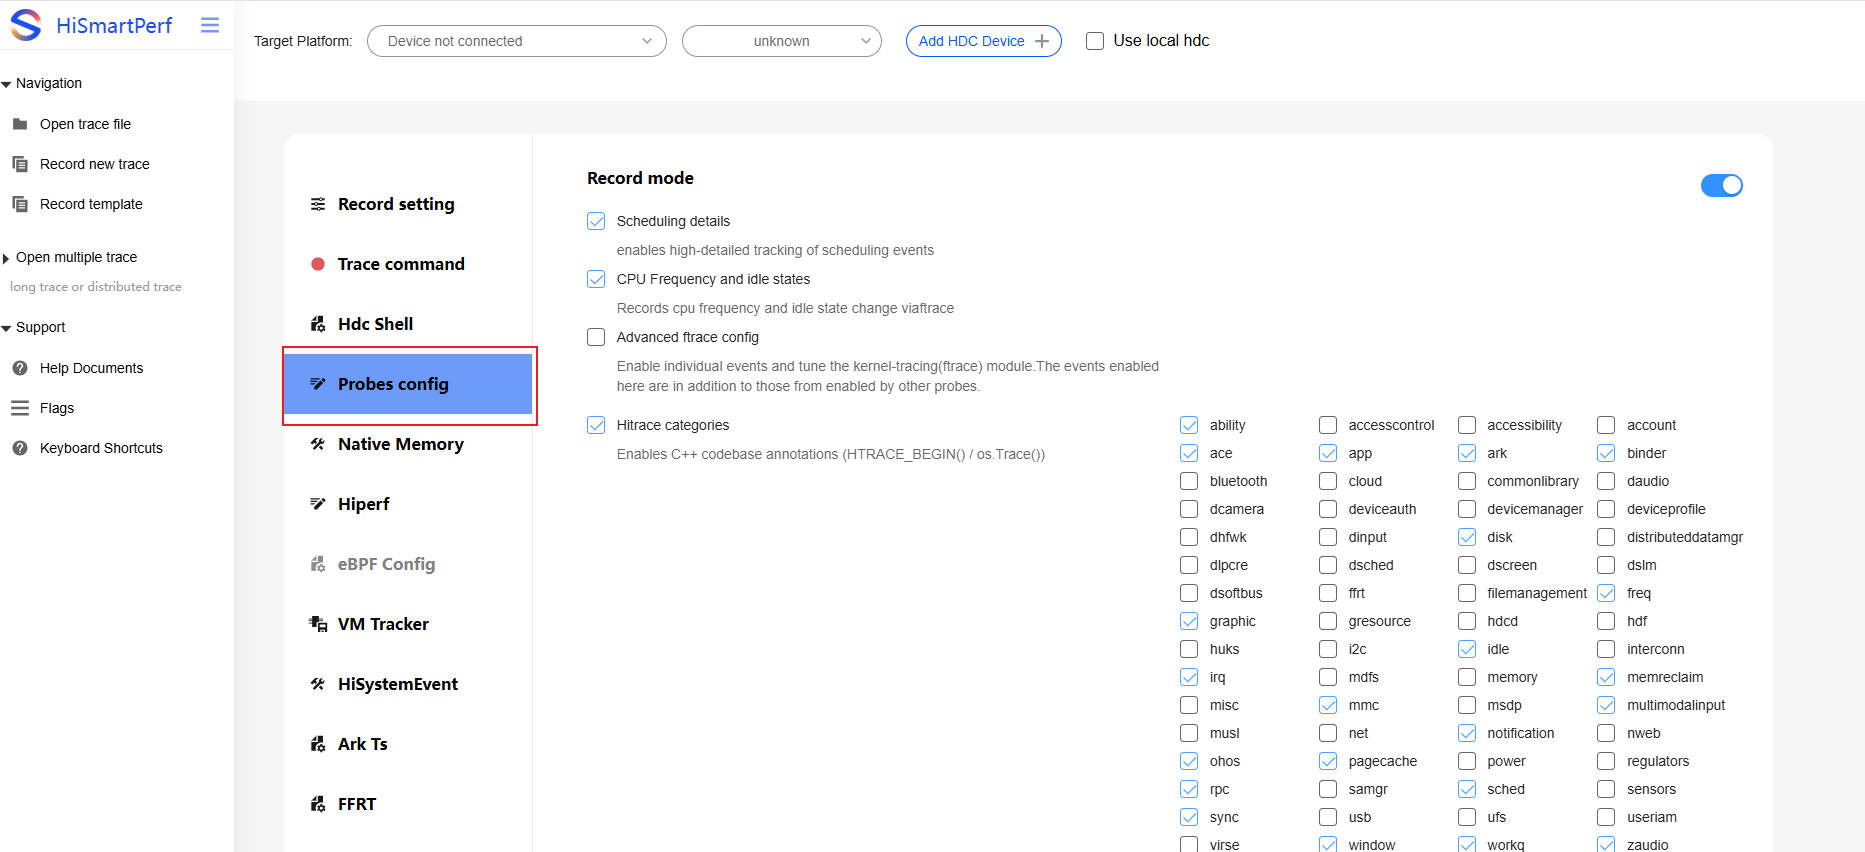 HiSmartPerf
Target Platform: Device not connected unknown Add HDC Device Use local hdc
Navigation
Open trace file
Record new trace
Record template
Open multiple trace
long trace or distributed trace
Support
Help Documents
Flags
Keyboard Shortcuts
Record setting
Trace command
Hdc Shell
Probes config
Native Memory
Hiperf
eBPF Config
VM Tracker
HiSystemEvent
Ark Ts
FFRT
Record mode
Scheduling details
enables high-detailed tracking of scheduling events
CPU Frequency and idle states
Records cpu frequency and idle state change viaftrace
Advanced ftrace config
Enable individual events and tune the kernel-tracing(ftrace) module.The events enabled
here are in addition to those from enabled by other probes.
Hitrace categories
Enables C++ codebase annotations (HTRACE_BEGIN() / os.Trace())
ability accesscontrol accessibility account
ace app ark binder
bluetooth cloud commonlibrary daudio
dcamera deviceauth devicemanager deviceprofile
dhfwk dinput disk distributeddatamgr
dlpcre dsched dscreen dslm
dsoftbus ffrt filemanagement freq
graphic gresource hdcd hdf
huks i2c idle interconn
irq mdfs memory memreclaim
misc mmc msdp multimodalinput
musl net notification nweb
ohos pagecache power regulators
rpc samgr sched sensors
sync usb ufs useriam
virse window workq zaudio